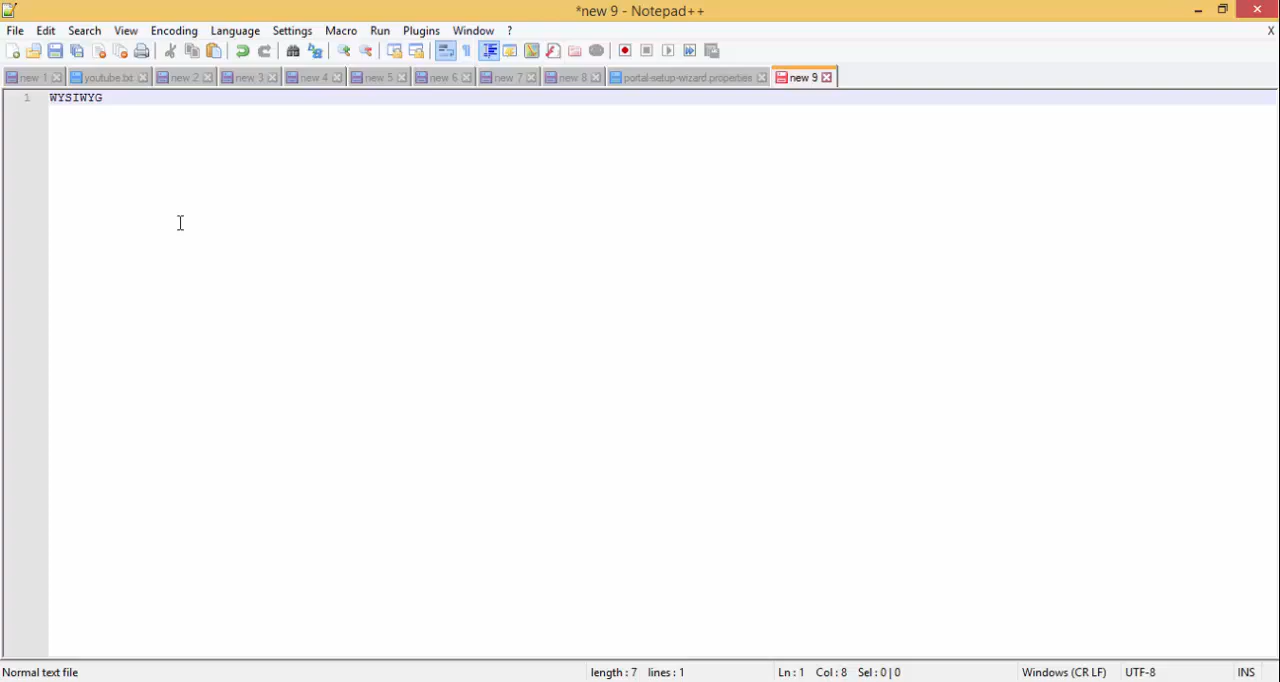 *new 9 - Notepad++
File Edit Search View Encoding Language Settings Macro Run Plugins Window ? X
new 1 youtube.txt new 2 new 3 new 4 new 5 new 6 new 7 new 8 portal-setup-wizard.properties new 9
1 WYSIWYG
Normal text file length : 7 lines : 1 Ln : 1 Col : 8 Sel : 0 | 0 Windows (CR LF) UTF-8 INS